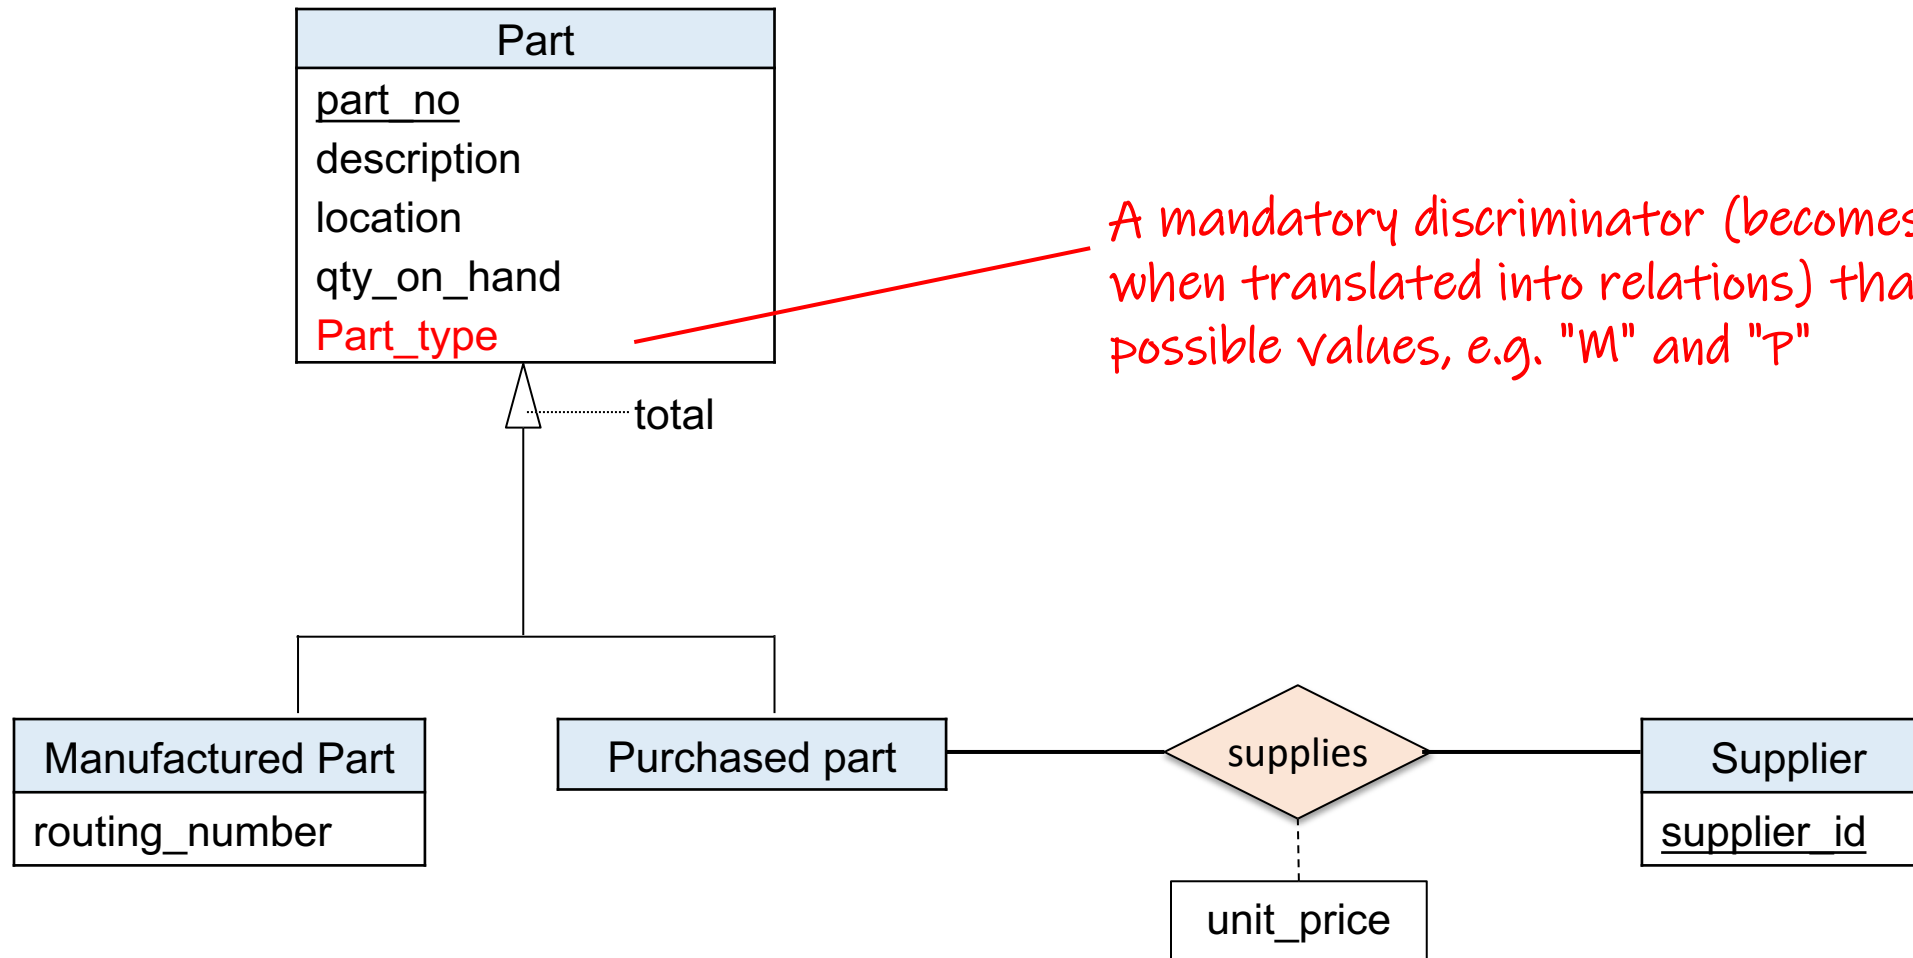 Part
part_no
description
location
qty_on_hand
Part_type
A mandatory discriminator (becomes
when translated into relations)
possible values, e.g. "M" and "P"
total
Manufactured Part
routing_number
Purchased part
supplies
unit_price
Supplier
supplier_id